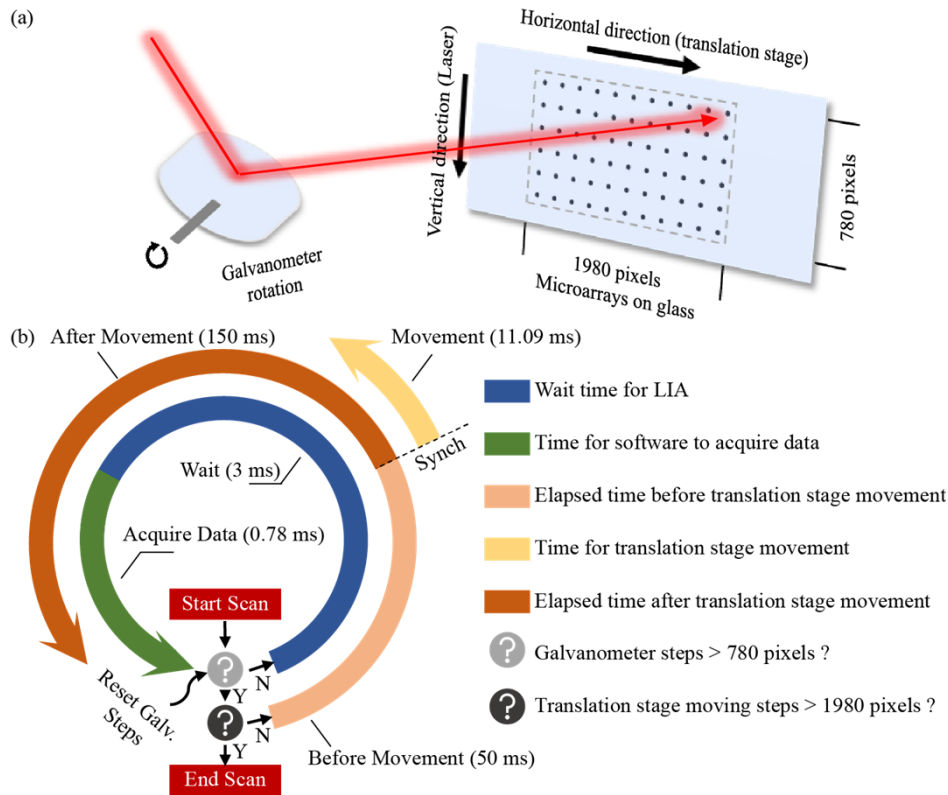 (a)
Horizontal direction (translation stage)
Vertical direction (Laser)
780 pixels
Galvanometer
rotation
1980 pixels
Microarrays on glass
(b)
After Movement (150 ms)
Movement (11.09 ms)
Synch
Wait (3 ms)
Acquire Data (0.78 ms)
Start Scan
?
N
Y
Reset Galv.
Steps
?
N
Y
Before Movement (50 ms)
End Scan
Wait time for LIA
Time for software to acquire data
Elapsed time before translation stage movement
Time for translation stage movement
Elapsed time after translation stage movement
? Galvanometer steps > 780 pixels ?
? Translation stage moving steps > 1980 pixels ?